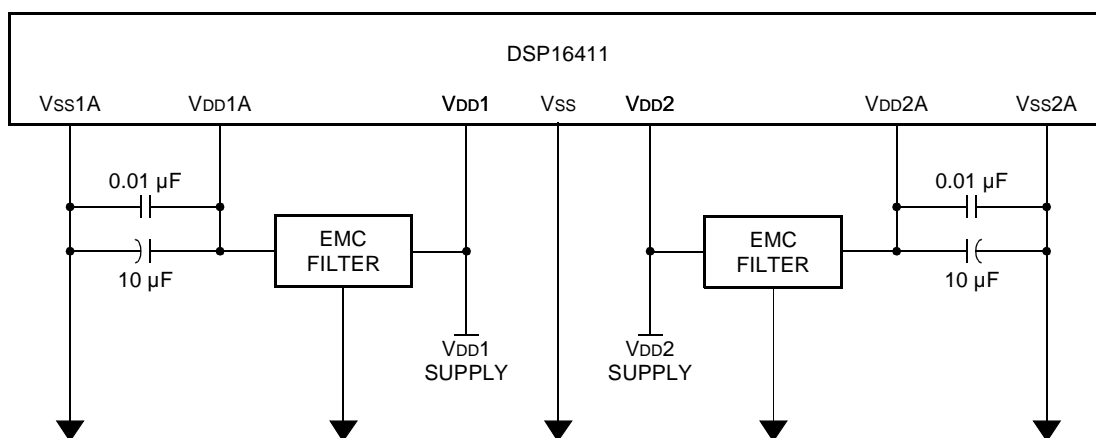 DSP16411
VSS1A VDD1A VDD1 VSS VDD2 VDD2A VSS2A
0.01 µF 0.01 µF
EMC
FILTER
EMC
FILTER
10 µF 10 µF
VDD1
SUPPLY
VDD2
SUPPLY